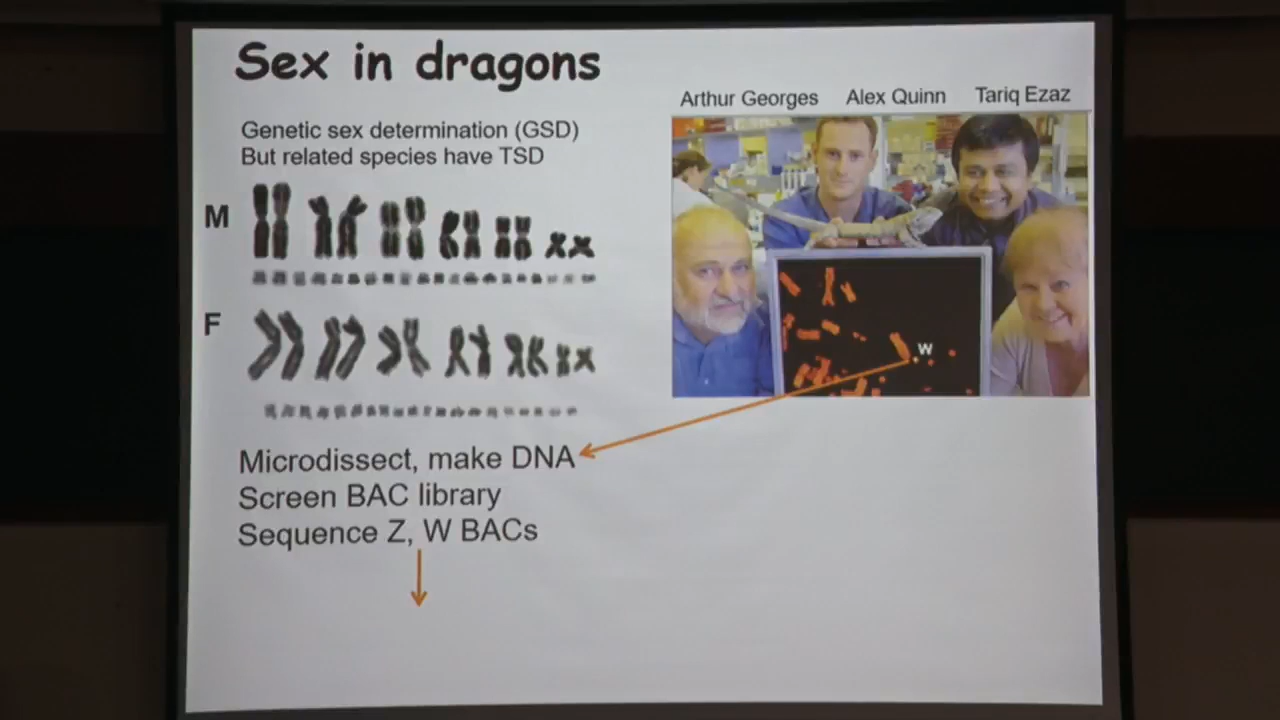 Sex in dragons
Arthur Georges Alex Quinn Tariq Ezaz
Genetic sex determination (GSD)
But related species have TSD
M
F
W
Microdissect, make DNA
Screen BAC library
Sequence Z, W BACs